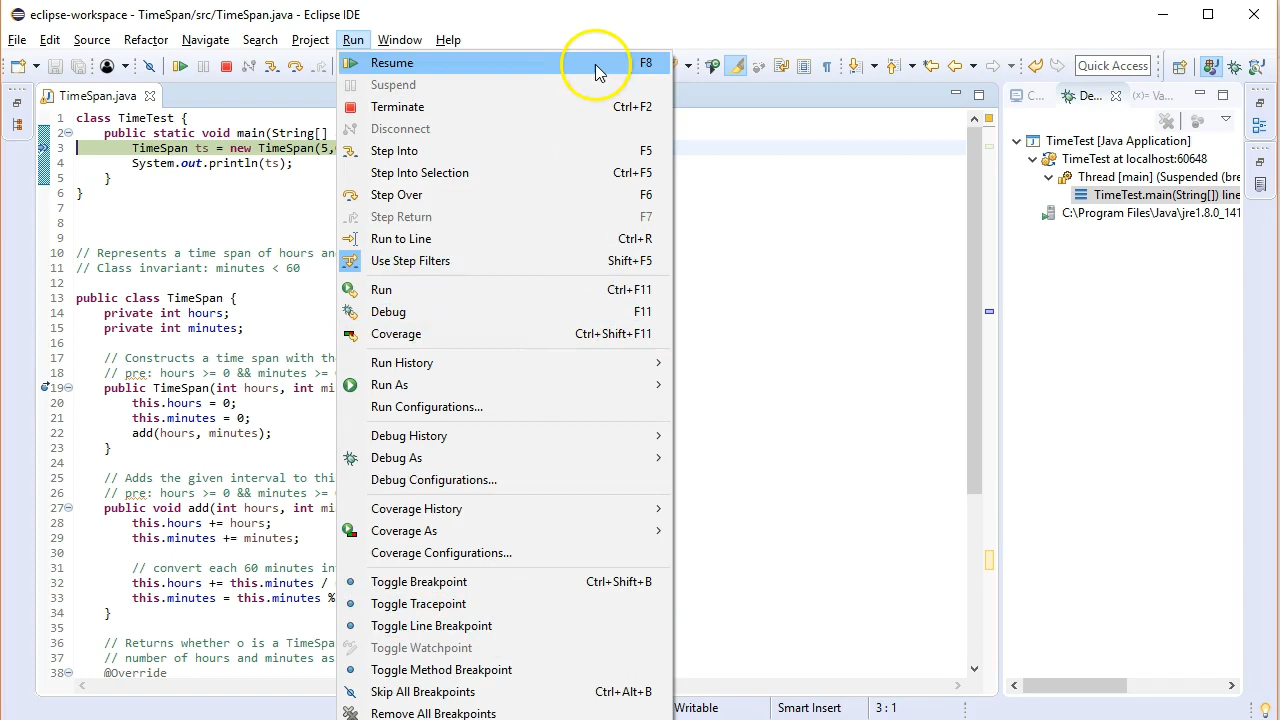 eclipse-workspace - TimeSpan/src/TimeSpan.java - Eclipse IDE
File Edit Source Refactor Navigate Search Project Run Window Help
Quick Access
TimeSpan.java
1 class TimeTest {
2 public static void main(String[]
3 TimeSpan ts = new TimeSpan(5,
4 System.out.println(ts);
5 }
6 }
7
8
9
10 // Represents a time span of hours an
11 // Class invariant: minutes < 60
12
13 public class TimeSpan {
14 private int hours;
15 private int minutes;
16
17 // Constructs a time span with th
18 // pre: hours >= 0 && minutes >=
19 public TimeSpan(int hours, int mi
20 this.hours = 0;
21 this.minutes = 0;
22 add(hours, minutes);
23 }
24
25 // Adds the given interval to thi
26 // pre: hours >= 0 && minutes >=
27 public void add(int hours, int mi
28 this.hours += hours;
29 this.minutes += minutes;
30
31 // convert each 60 minutes in
32 this.hours += this.minutes /
33 this.minutes = this.minutes %
34 }
35
36 // Returns whether o is a TimeSpa
37 // number of hours and minutes as
38 @Override
Resume F8
Suspend
Terminate Ctrl+F2
Disconnect
Step Into F5
Step Into Selection Ctrl+F5
Step Over F6
Step Return F7
Run to Line Ctrl+R
Use Step Filters Shift+F5
Run Ctrl+F11
Debug F11
Coverage Ctrl+Shift+F11
Run History
Run As
Run Configurations...
Debug History
Debug As
Debug Configurations...
Coverage History
Coverage As
Coverage Configurations...
Toggle Breakpoint Ctrl+Shift+B
Toggle Tracepoint
Toggle Line Breakpoint
Toggle Watchpoint
Toggle Method Breakpoint
Skip All Breakpoints Ctrl+Alt+B
Remove All Breakpoints
C... De... (x)= Va...
TimeTest [Java Application]
TimeTest at localhost:60648
Thread [main] (Suspended (bre
TimeTest.main(String[]) line
C:\Program Files\Java\jre1.8.0_141
Writable Smart Insert 3 : 1